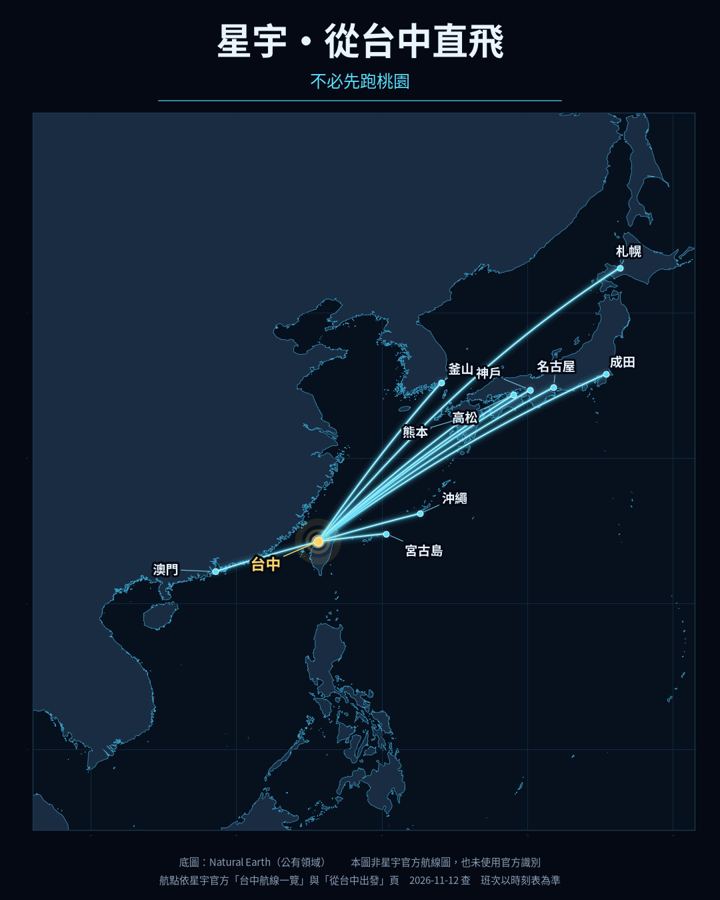 星宇・從台中直飛
不必先跑桃園
札幌
釜山
神戶
名古屋
成田
高松
熊本
沖繩
宮古島
台中
澳門
底圖：Natural Earth（公有領域）　本圖非星宇官方航線圖，也未使用官方識別
航點依星宇官方「台中航線一覽」與「從台中出發」頁　2026-11-12 查　班次以時刻表為準